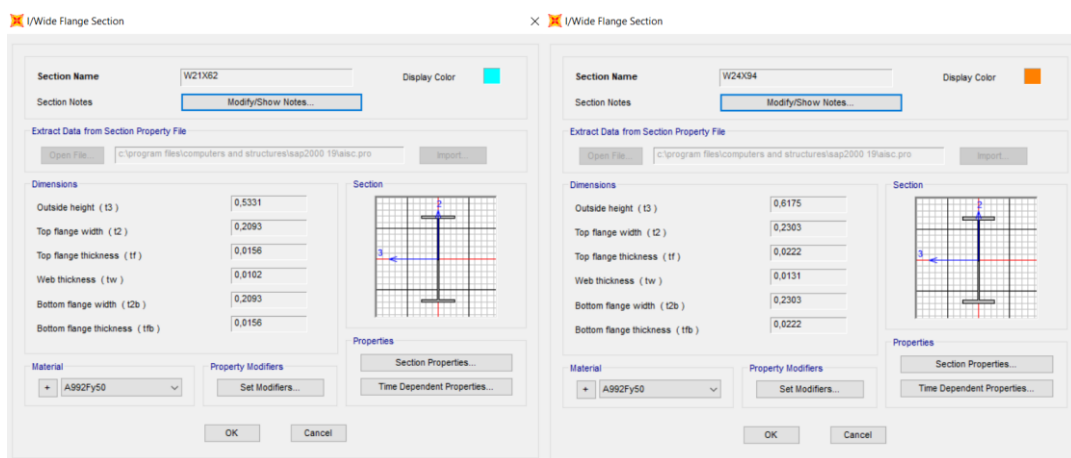 I/Wide Flange Section
Section Name W21X62 Display Color
Section Notes Modify/Show Notes...
Extract Data from Section Property File
Open File... c:\program files\computers and structures\sap2000 19\aisc.pro Import...
Dimensions
Outside height ( t3 ) 0,5331
Top flange width ( t2 ) 0,2093
Top flange thickness ( tf ) 0,0156
Web thickness ( tw ) 0,0102
Bottom flange width ( t2b ) 0,2093
Bottom flange thickness ( tfb ) 0,0156
Section
2
3
Properties
Section Properties...
Time Dependent Properties...
Material
+ A992Fy50
Property Modifiers
Set Modifiers...
OK Cancel
I/Wide Flange Section
Section Name W24X94 Display Color
Section Notes Modify/Show Notes...
Extract Data from Section Property File
Open File... c:\program files\computers and structures\sap2000 19\aisc.pro Import...
Dimensions
Outside height ( t3 ) 0,6175
Top flange width ( t2 ) 0,2303
Top flange thickness ( tf ) 0,0222
Web thickness ( tw ) 0,0131
Bottom flange width ( t2b ) 0,2303
Bottom flange thickness ( tfb ) 0,0222
Section
2
3
Properties
Section Properties...
Time Dependent Properties...
Material
+ A992Fy50
Property Modifiers
Set Modifiers...
OK Cancel